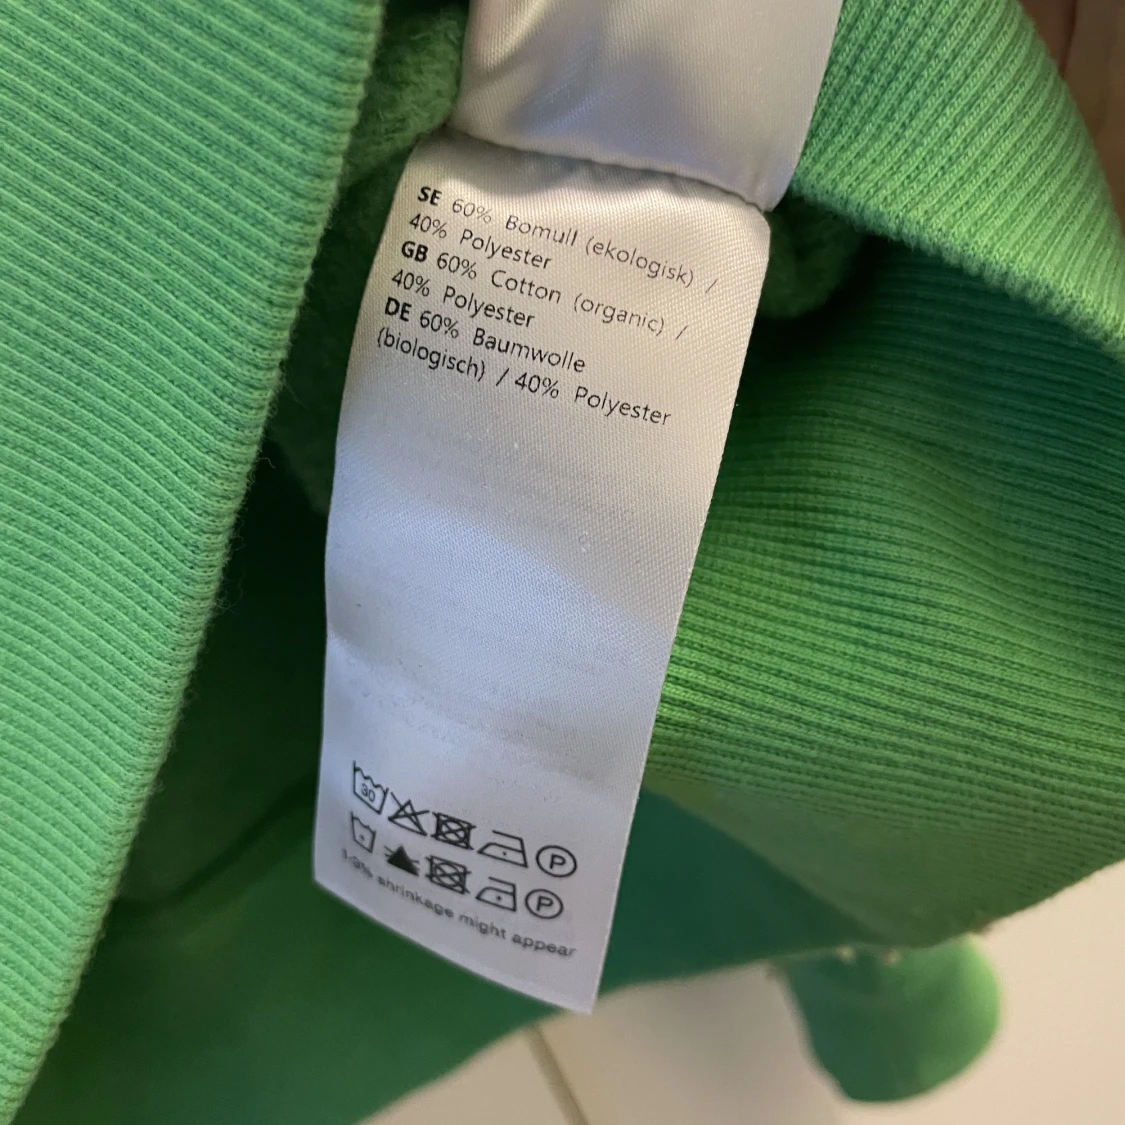 SE 60% Bomull (ekologisk) /
40% Polyester
GB 60% Cotton (organic) /
40% Polyester
DE 60% Baumwolle
(biologisch) / 40% Polyester
30 P
P
shrinkage might appear